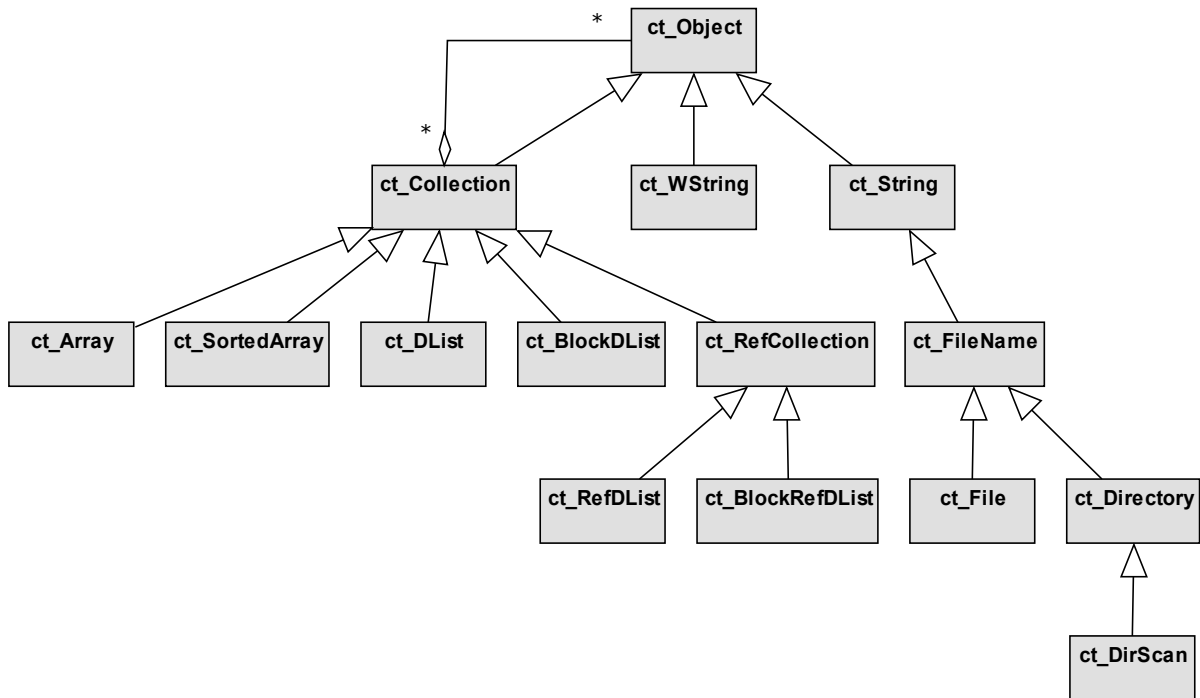 *
ct_Object
*
ct_Collection
ct_WString
ct_String
ct_Array
ct_SortedArray
ct_DList
ct_BlockDList
ct_RefCollection
ct_FileName
ct_RefDList
ct_BlockRefDList
ct_File
ct_Directory
ct_DirScan